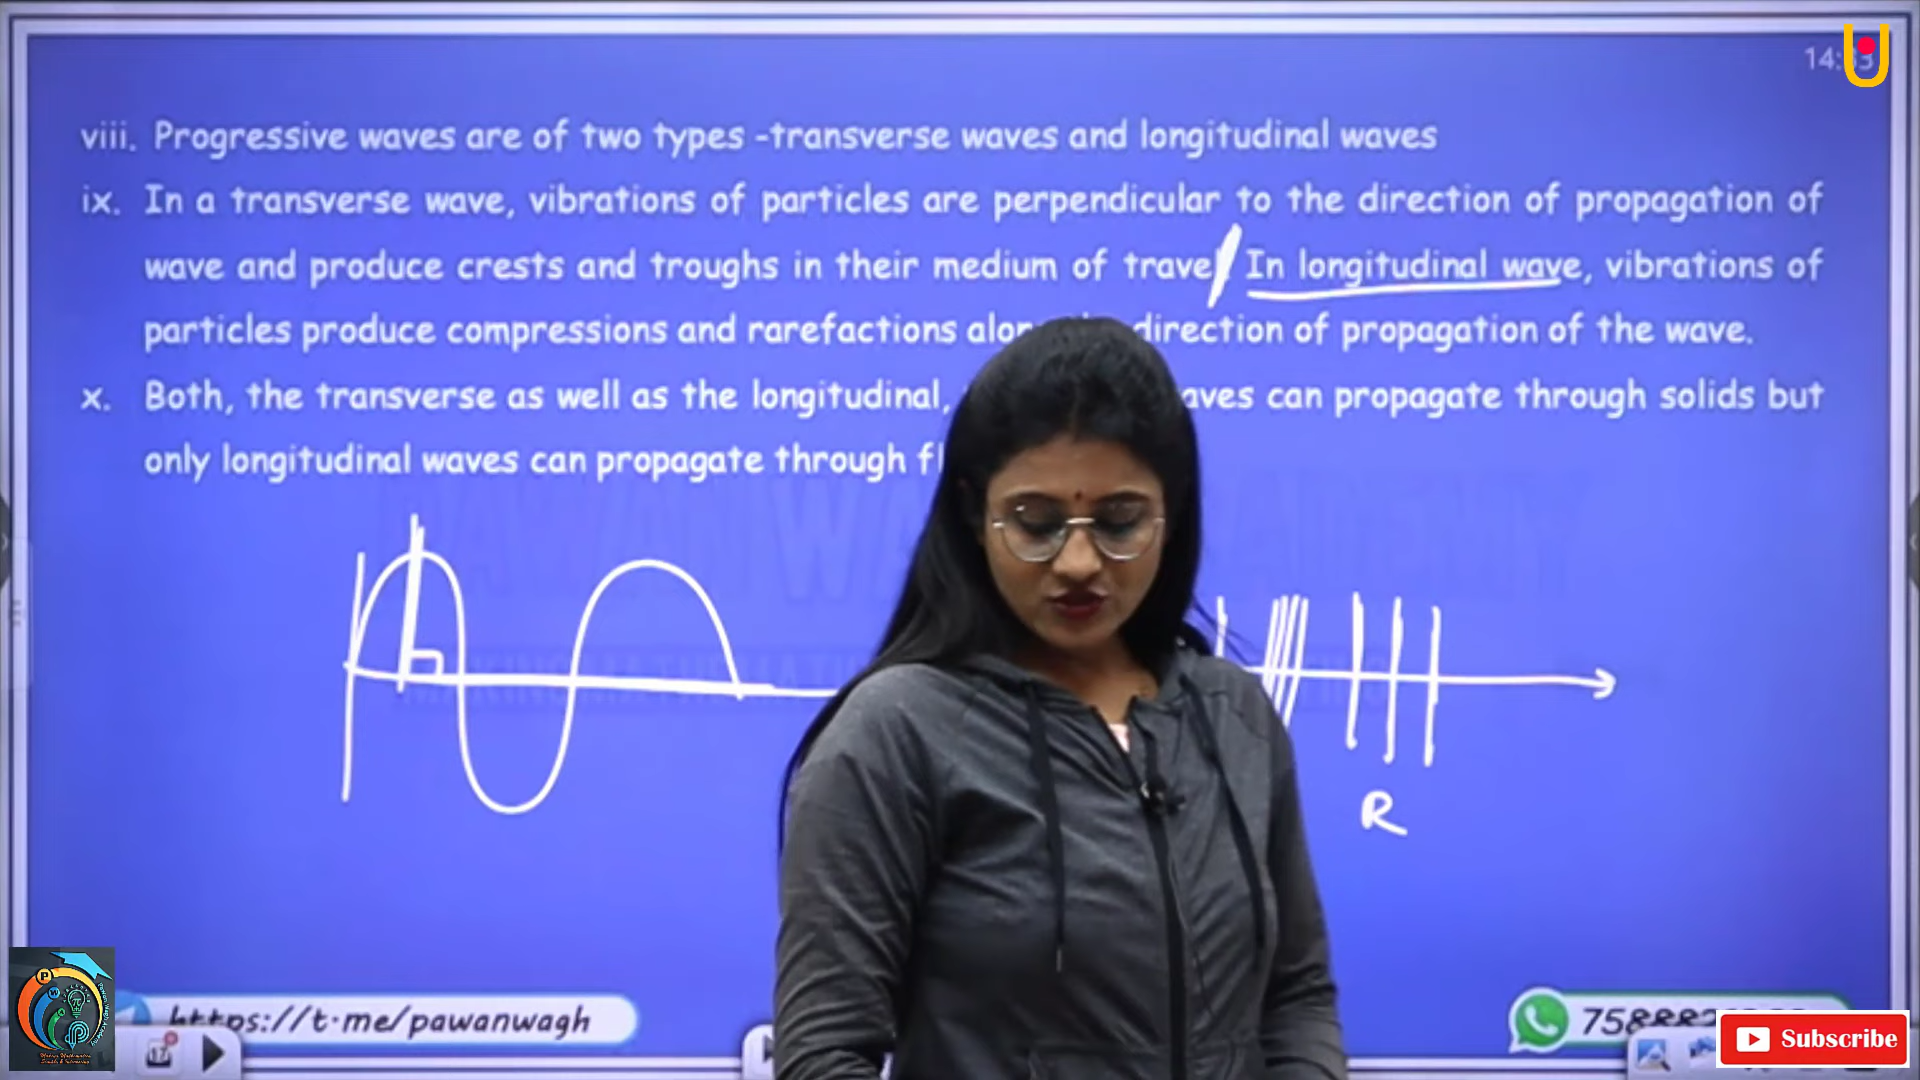 viii. Progressive waves are of two types -transverse waves and longitudinal waves
ix. In a transverse wave, vibrations of particles are perpendicular to the direction of propagation of
wave and produce crests and troughs in their medium of travel In longitudinal wave, vibrations of
particles produce compressions and rarefactions direction of propagation of the wave.
x. Both, the transverse as well as the longitudinal, can propagate through solids but
only longitudinal waves can propagate through
R
https://t.me/pawanwagh
Subscribe